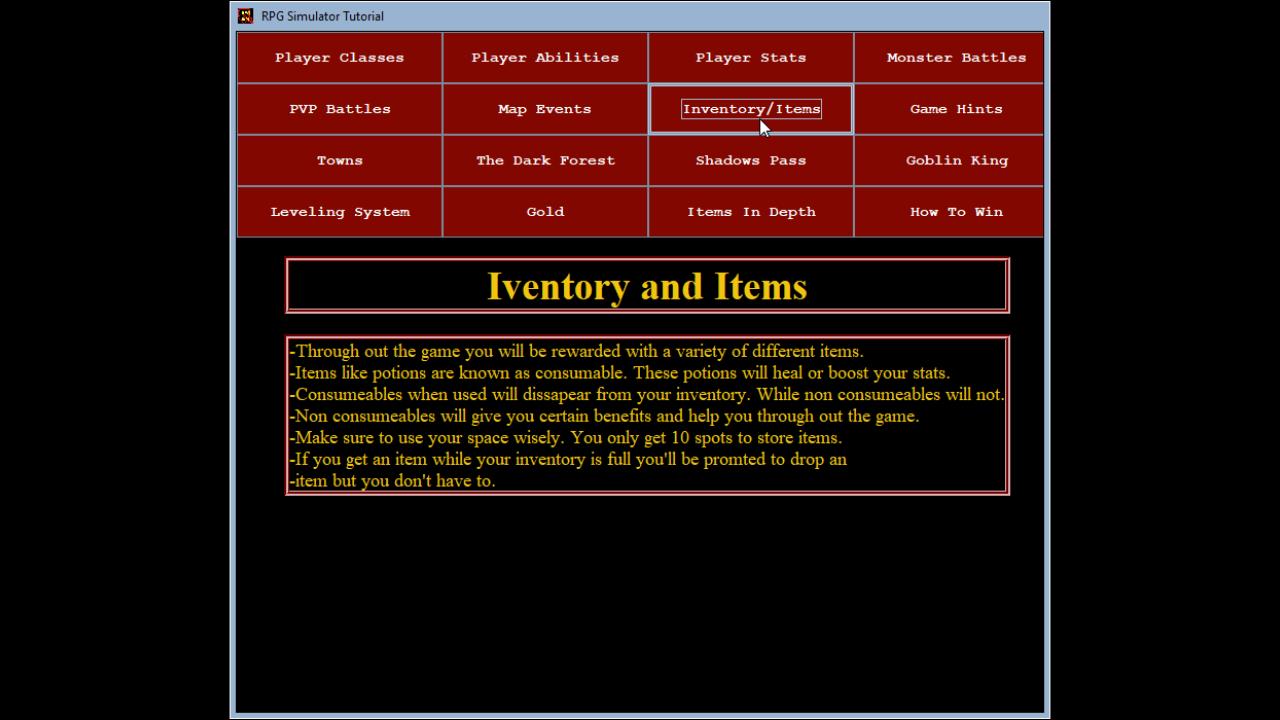 RPG Simulator Tutorial
Player Classes
Player Abilities
Player Stats
Monster Battles
PVP Battles
Map Events
Inventory/Items
Game Hints
Towns
The Dark Forest
Shadows Pass
Goblin King
Leveling System
Gold
Items In Depth
How To Win
Iventory and Items
-Through out the game you will be rewarded with a variety of different items.
-Items like potions are known as consumable. These potions will heal or boost your stats.
-Consumeables when used will dissapear from your inventory. While non consumeables will not.
-Non consumeables will give you certain benefits and help you through out the game.
-Make sure to use your space wisely. You only get 10 spots to store items.
-If you get an item while your inventory is full you'll be promted to drop an
-item but you don't have to.